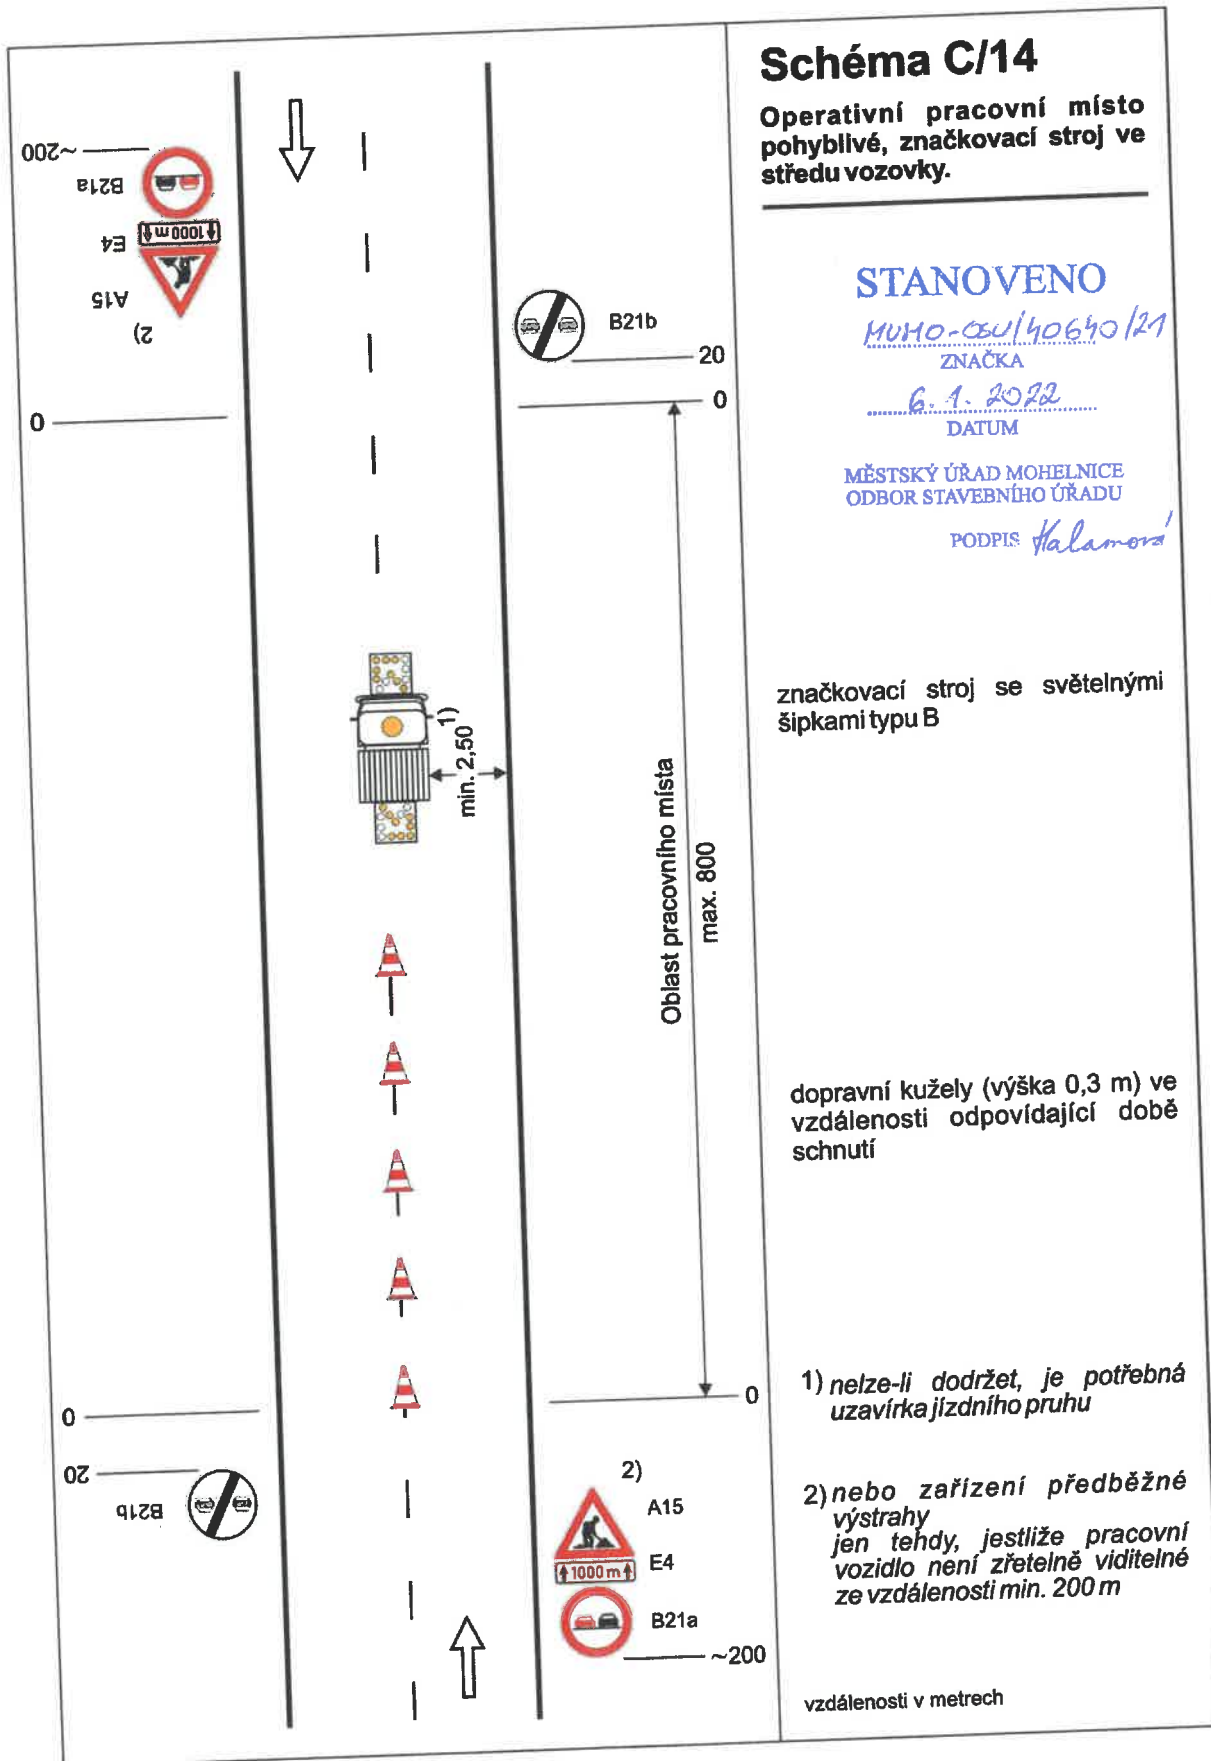 Schéma C/14
Operativní pracovní místo
pohyblivé, značkovací stroj ve
středu vozovky.
STANOVENO
MUMO-OSU/40640/21
ZNAČKA
6. 1. 2022
DATUM
MĚSTSKÝ ÚŘAD MOHELNICE
ODBOR STAVEBNÍHO ÚŘADU
PODPIS Halamová
~200
B21a
E4
1000 m
A15
2)
0
B21b
20
0
značkovací stroj se světelnými
šipkami typu B
1)
min. 2,50
Oblast pracovního místa
max. 800
dopravní kužely (výška 0,3 m) ve
vzdálenosti odpovídající době
schnutí
0
20
B21b
0
2)
A15
1000 m
E4
B21a
~200
1) nelze-li dodržet, je potřebná
uzavírka jízdního pruhu
2) nebo zařízení předběžné
výstrahy
jen tehdy, jestliže pracovní
vozidlo není zřetelně viditelné
ze vzdálenosti min. 200 m
vzdálenosti v metrech